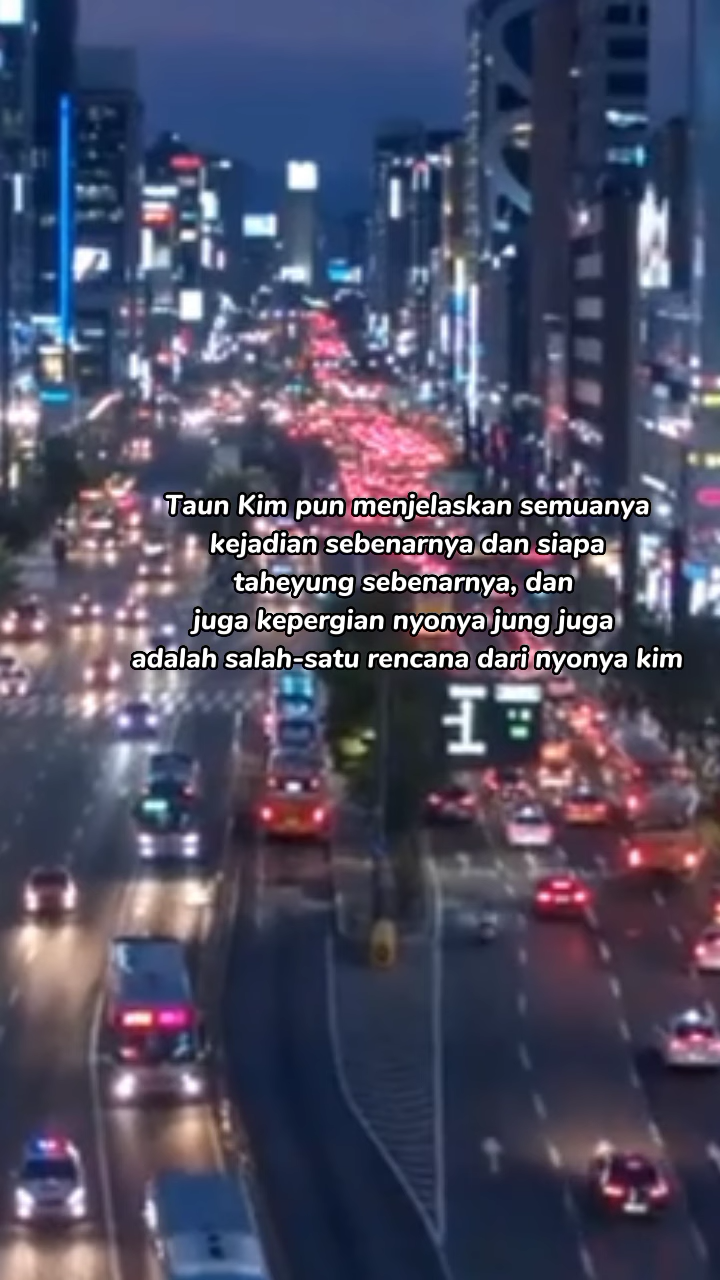 Taun Kim pun menjelaskan semuanya
kejadian sebenarnya dan siapa
taheyung sebenarnya, dan
juga kepergian nyonya jung juga
adalah salah-satu rencana dari nyonya kim